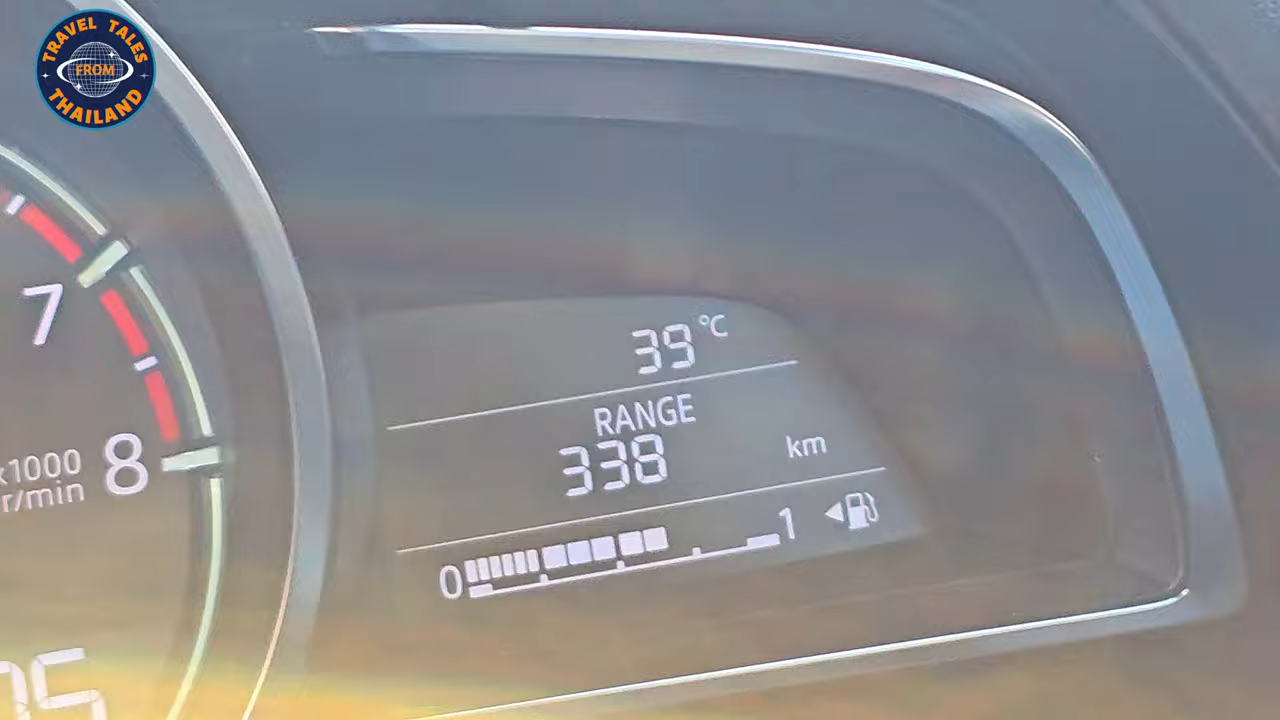 TRAVEL TALES
FROM
THAILAND
7
8
x1000
r/min
39 °C
RANGE
338 km
0 1